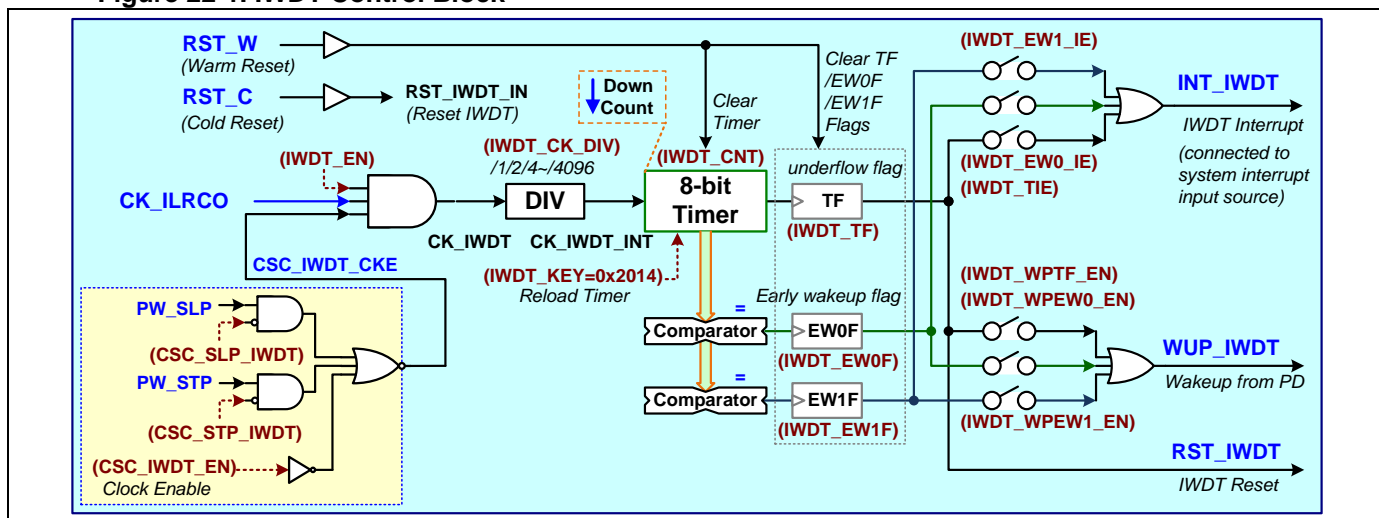 Figure 22-1. IWDT Control Block
RST_W
(Warm Reset)
RST_C
(Cold Reset)
RST_IWDT_IN
(Reset IWDT)
Down
Count
Clear
Timer
Clear TF
/EW0F
/EW1F
Flags
(IWDT_EW1_IE)
INT_IWDT
IWDT Interrupt
(connected to
system interrupt
input source)
(IWDT_EW0_IE)
(IWDT_TIE)
(IWDT_EN)
CK_ILRCO
(IWDT_CK_DIV)
/1/2/4~/4096
DIV
CK_IWDT
CK_IWDT_INT
(IWDT_CNT)
8-bit
Timer
underflow flag
TF
(IWDT_TF)
(IWDT_KEY=0x2014)
Reload Timer
CSC_IWDT_CKE
PW_SLP
(CSC_SLP_IWDT)
PW_STP
(CSC_STP_IWDT)
(CSC_IWDT_EN)
Clock Enable
Early wakeup flag
Comparator
=
EW0F
(IWDT_EW0F)
Comparator
=
EW1F
(IWDT_EW1F)
(IWDT_WPTF_EN)
(IWDT_WPEW0_EN)
WUP_IWDT
Wakeup from PD
(IWDT_WPEW1_EN)
RST_IWDT
IWDT Reset